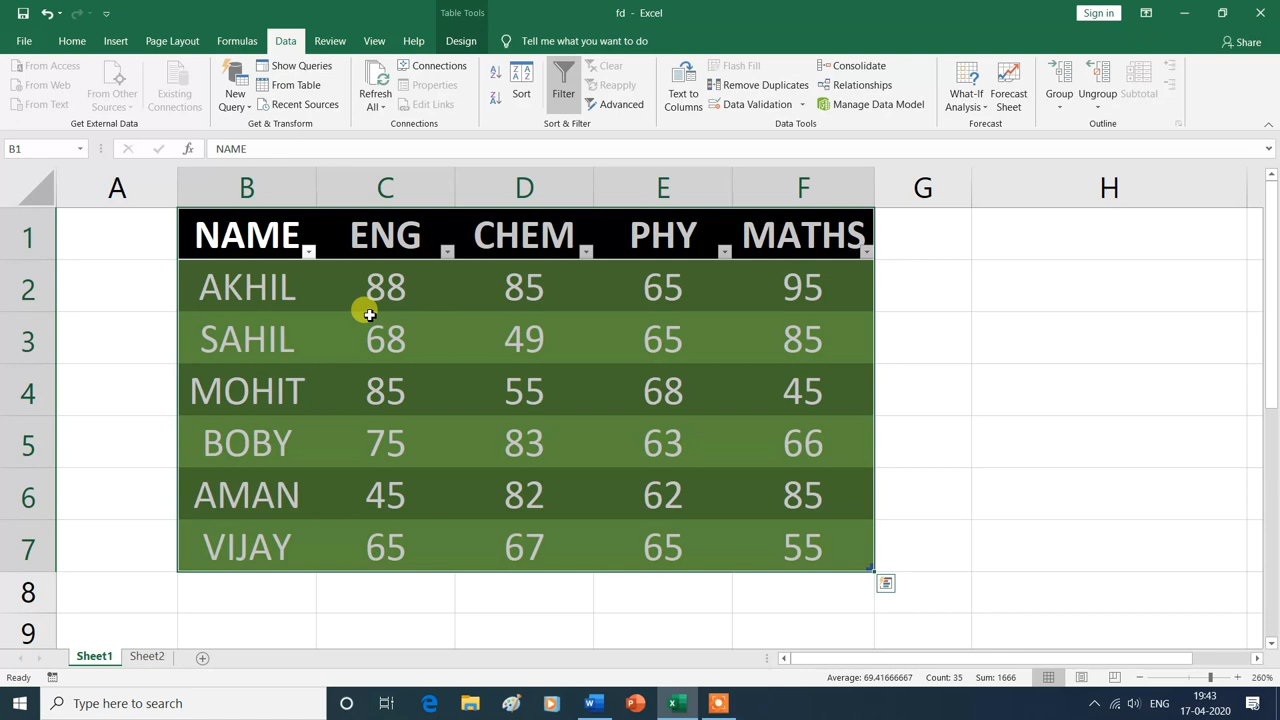 fd - Excel
Table Tools
Sign in
File Home Insert Page Layout Formulas Data Review View Help Design Tell me what you want to do Share
From Access
From Web
From Text
From Other Sources
Existing Connections
Get External Data
New Query
Show Queries
From Table
Recent Sources
Get & Transform
Refresh All
Connections
Properties
Edit Links
Connections
Sort
Filter
Clear
Reapply
Advanced
Sort & Filter
Text to Columns
Flash Fill
Remove Duplicates
Data Validation
Consolidate
Relationships
Manage Data Model
Data Tools
What-If Analysis
Forecast Sheet
Forecast
Group
Ungroup
Subtotal
Outline
B1 fx NAME
A B C D E F G H
1 NAME ENG CHEM PHY MATHS
2 AKHIL 88 85 65 95
3 SAHIL 68 49 65 85
4 MOHIT 85 55 68 45
5 BOBY 75 83 63 66
6 AMAN 45 82 62 85
7 VIJAY 65 67 65 55
8
9
Sheet1 Sheet2
Ready Average: 69.41666667 Count: 35 Sum: 1666 260%
Type here to search ENG 19:43
17-04-2020